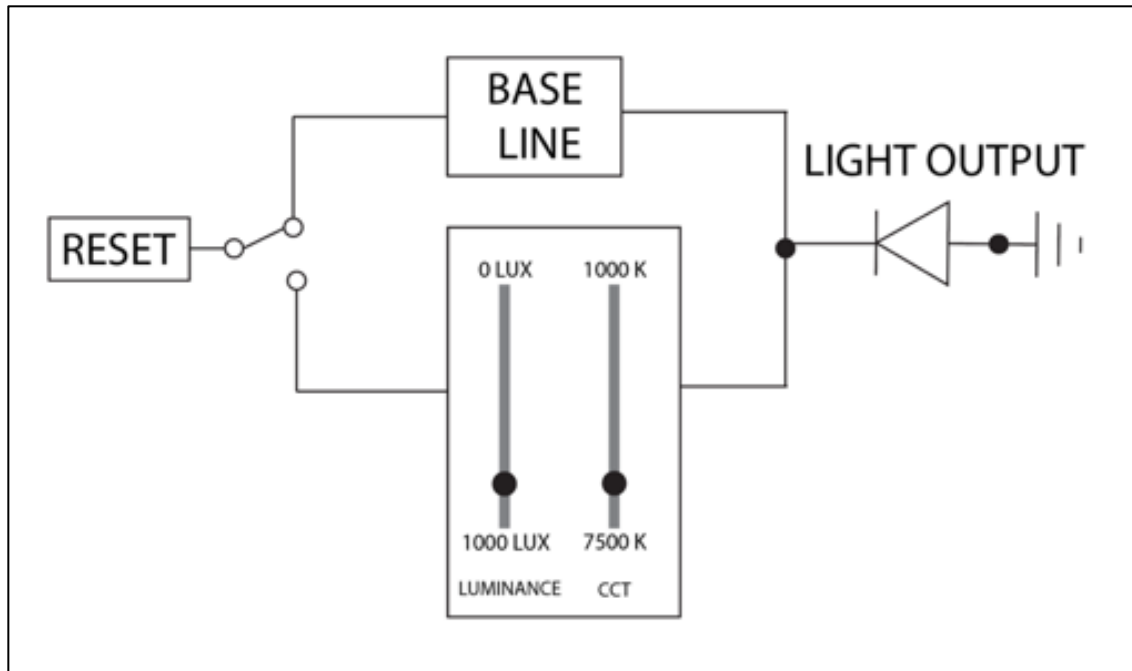 BASE
LINE
LIGHT OUTPUT
RESET
0 LUX 1000 K
1000 LUX 7500 K
LUMINANCE CCT